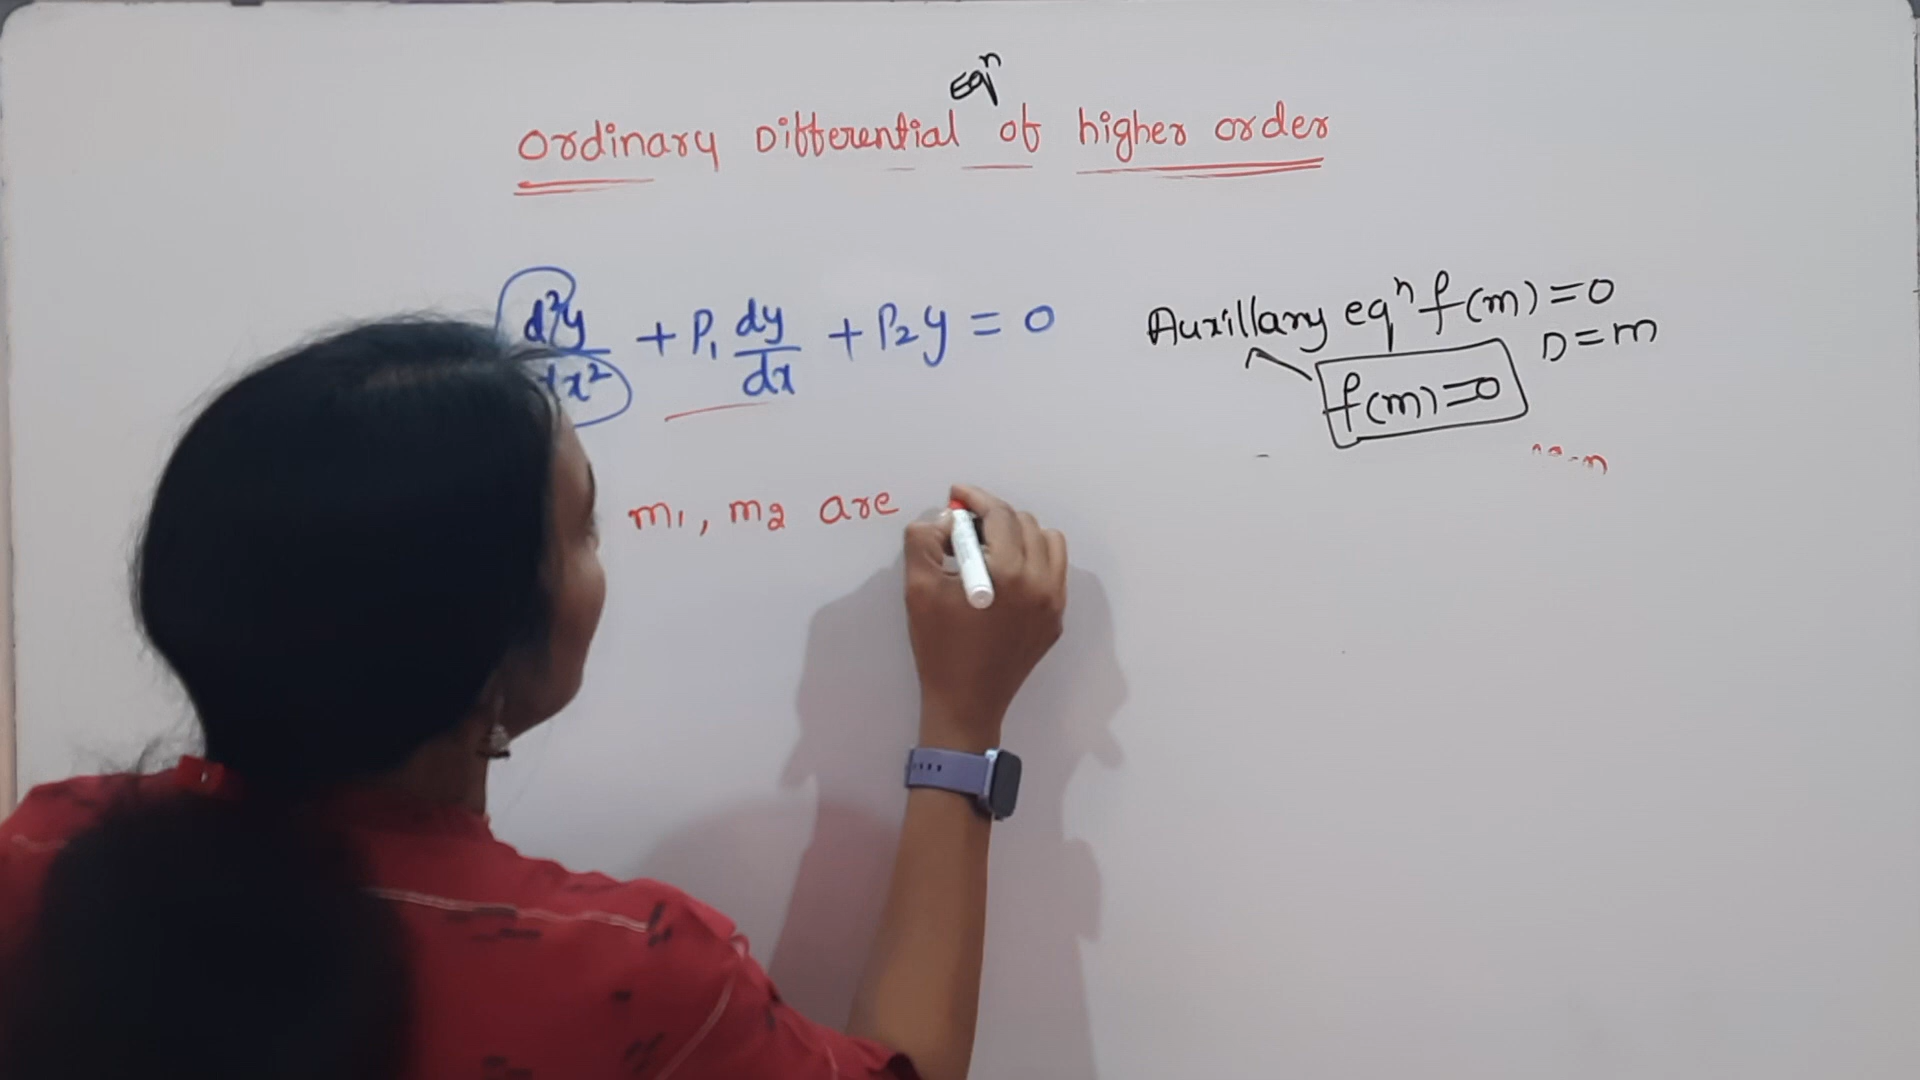 Eqⁿ
Ordinary Differential of higher order
d²y/dx² + P₁ dy/dx + P₂y = 0
Auxillary eqⁿ f(m) = 0
D = m
f(m) = 0
m₁, m₂ are